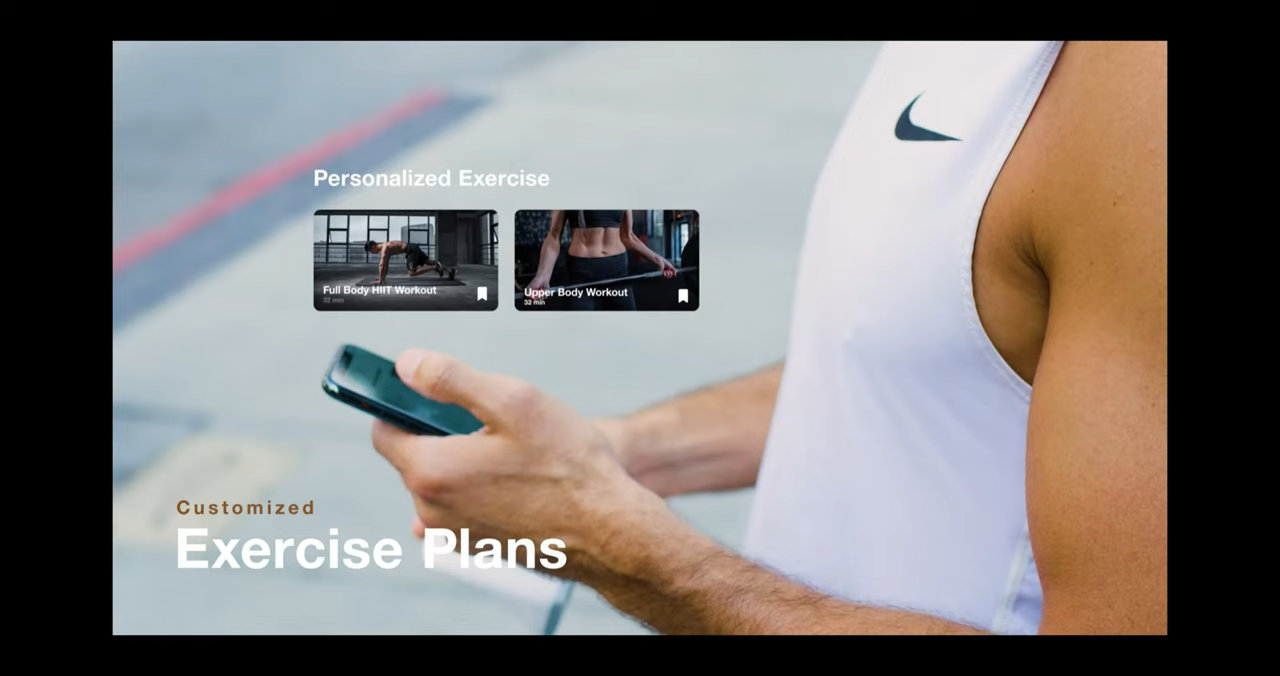 Personalized Exercise
Full Body HIIT Workout
32 min
Upper Body Workout
32 min
Customized
Exercise Plans